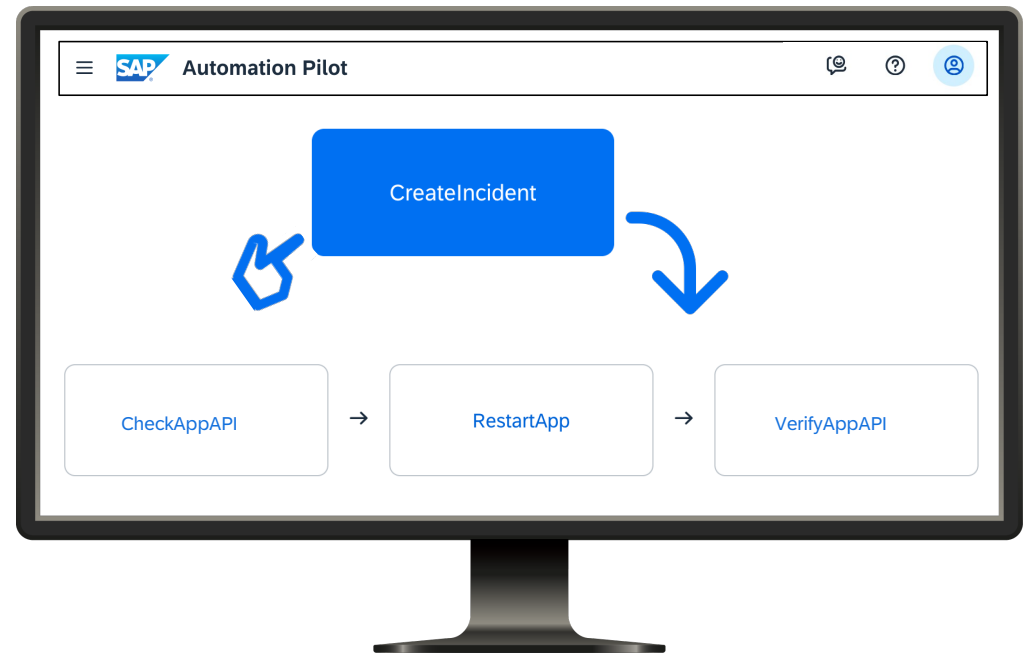 SAP Automation Pilot
CreateIncident
CheckAppAPI
RestartApp
VerifyAppAPI